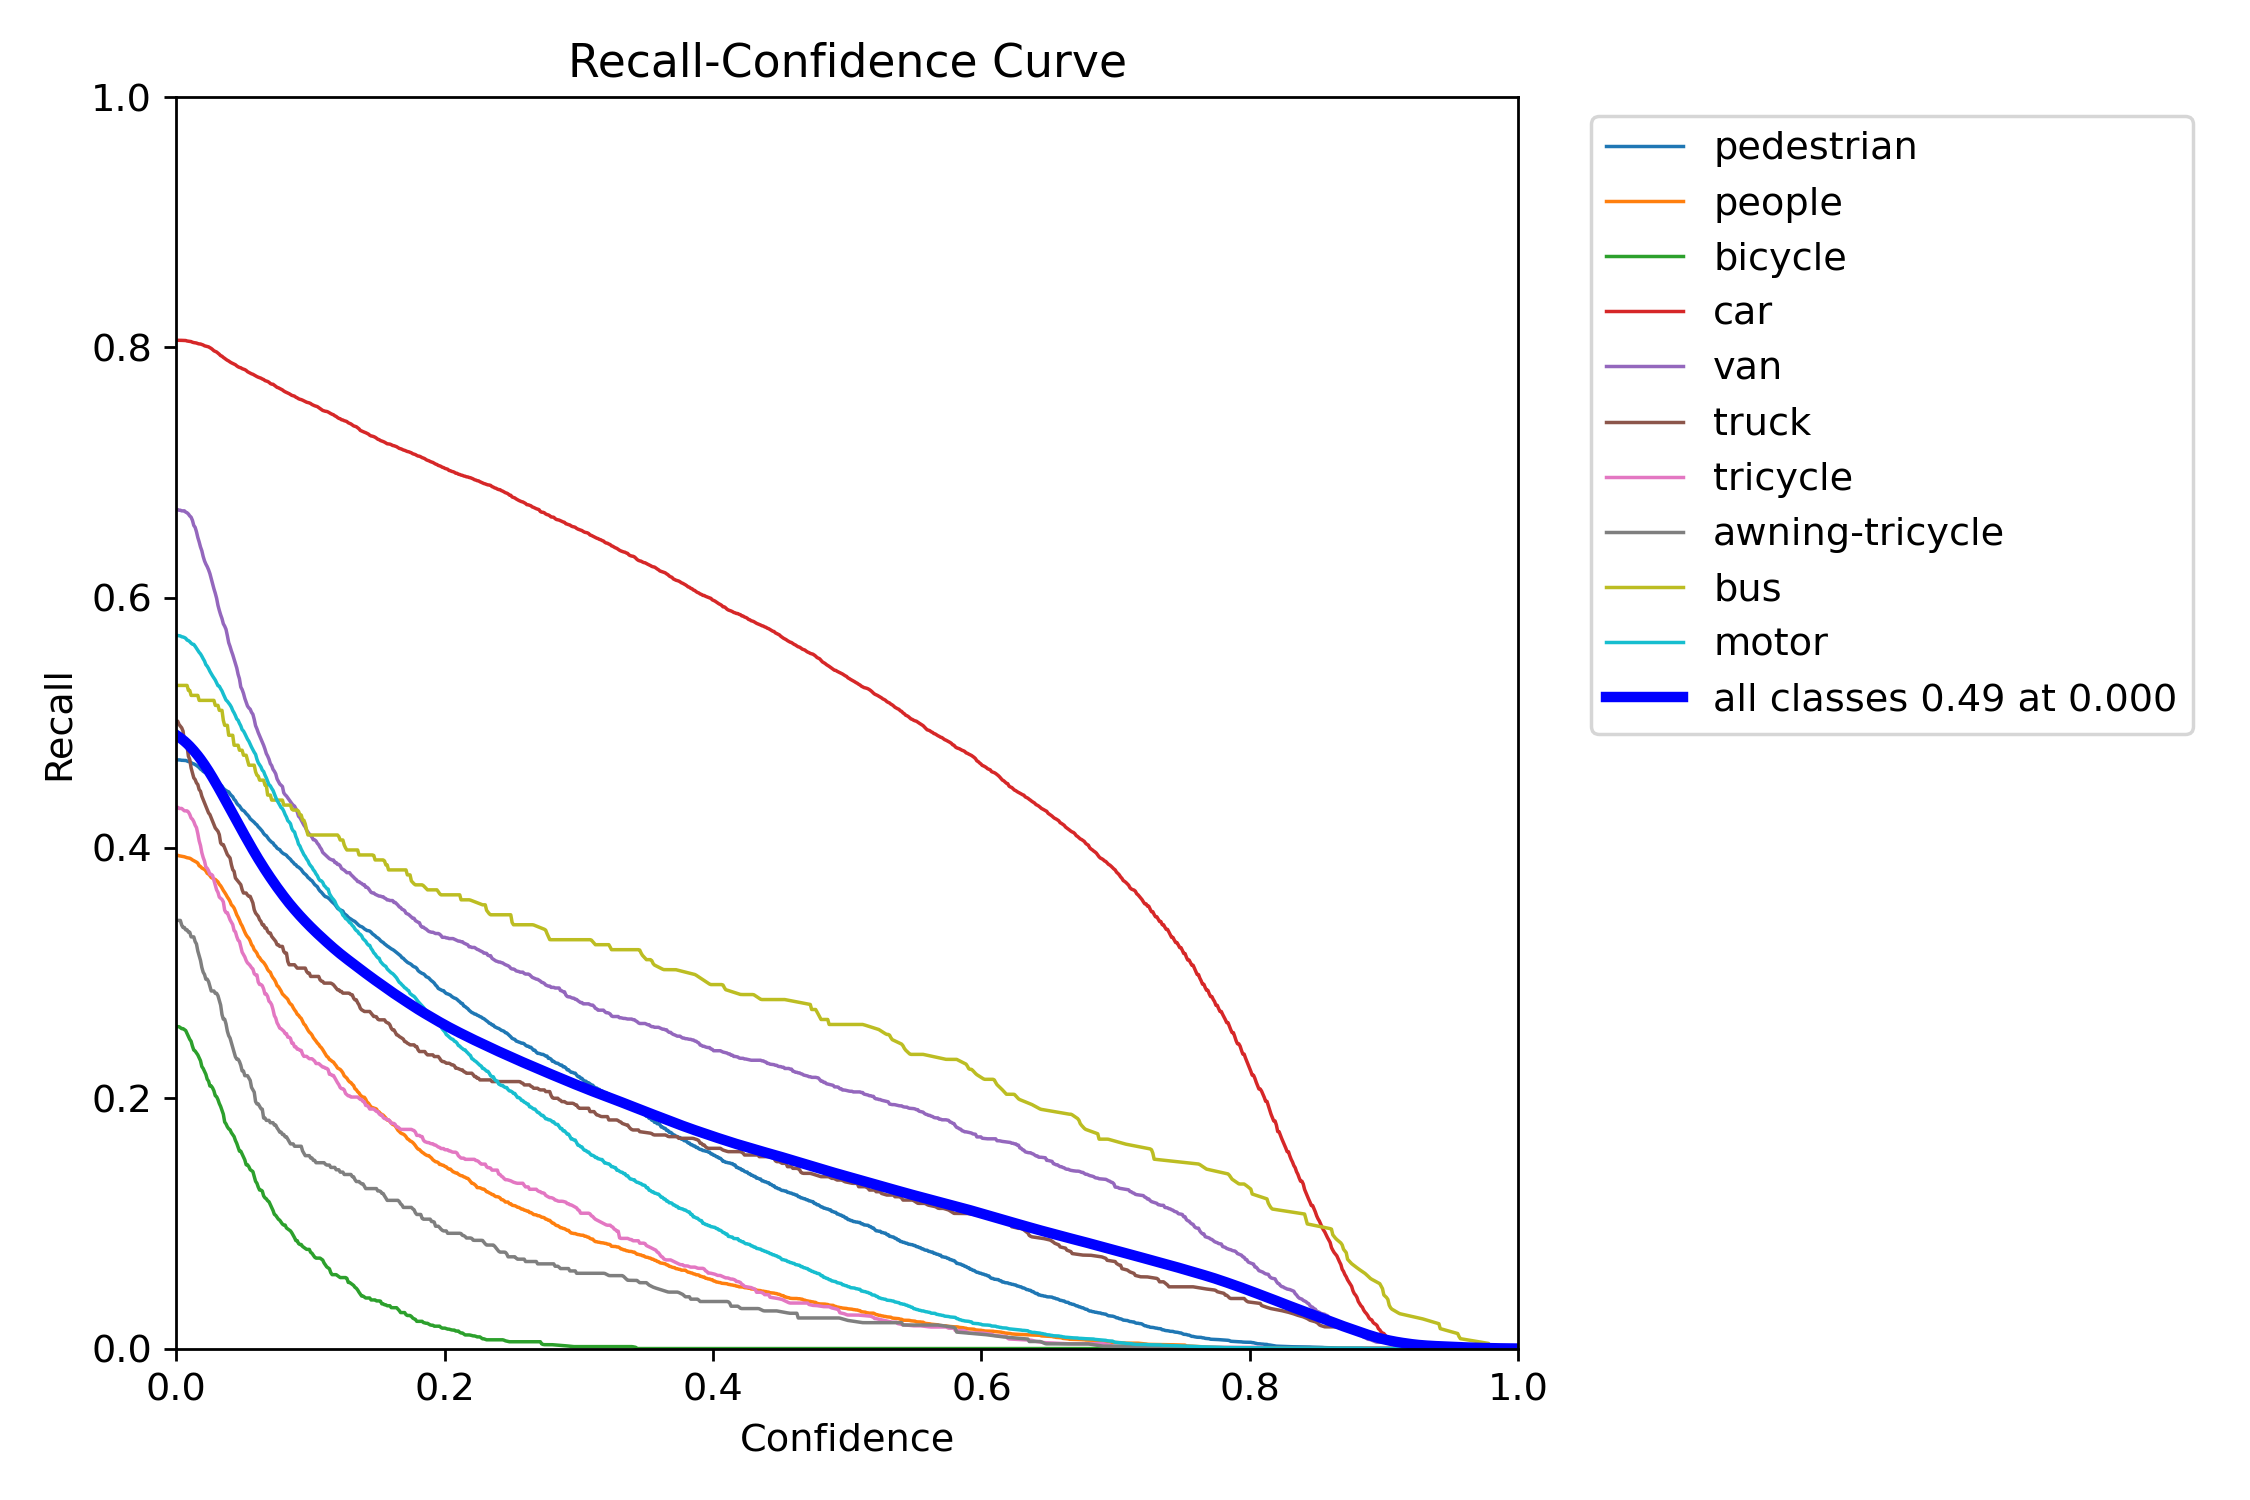 Recall-Confidence Curve
1.0
0.8
0.6
0.4
0.2
0.0
Recall
0.0 0.2 0.4 0.6 0.8 1.0
Confidence
pedestrian
people
bicycle
car
van
truck
tricycle
awning-tricycle
bus
motor
all classes 0.49 at 0.000